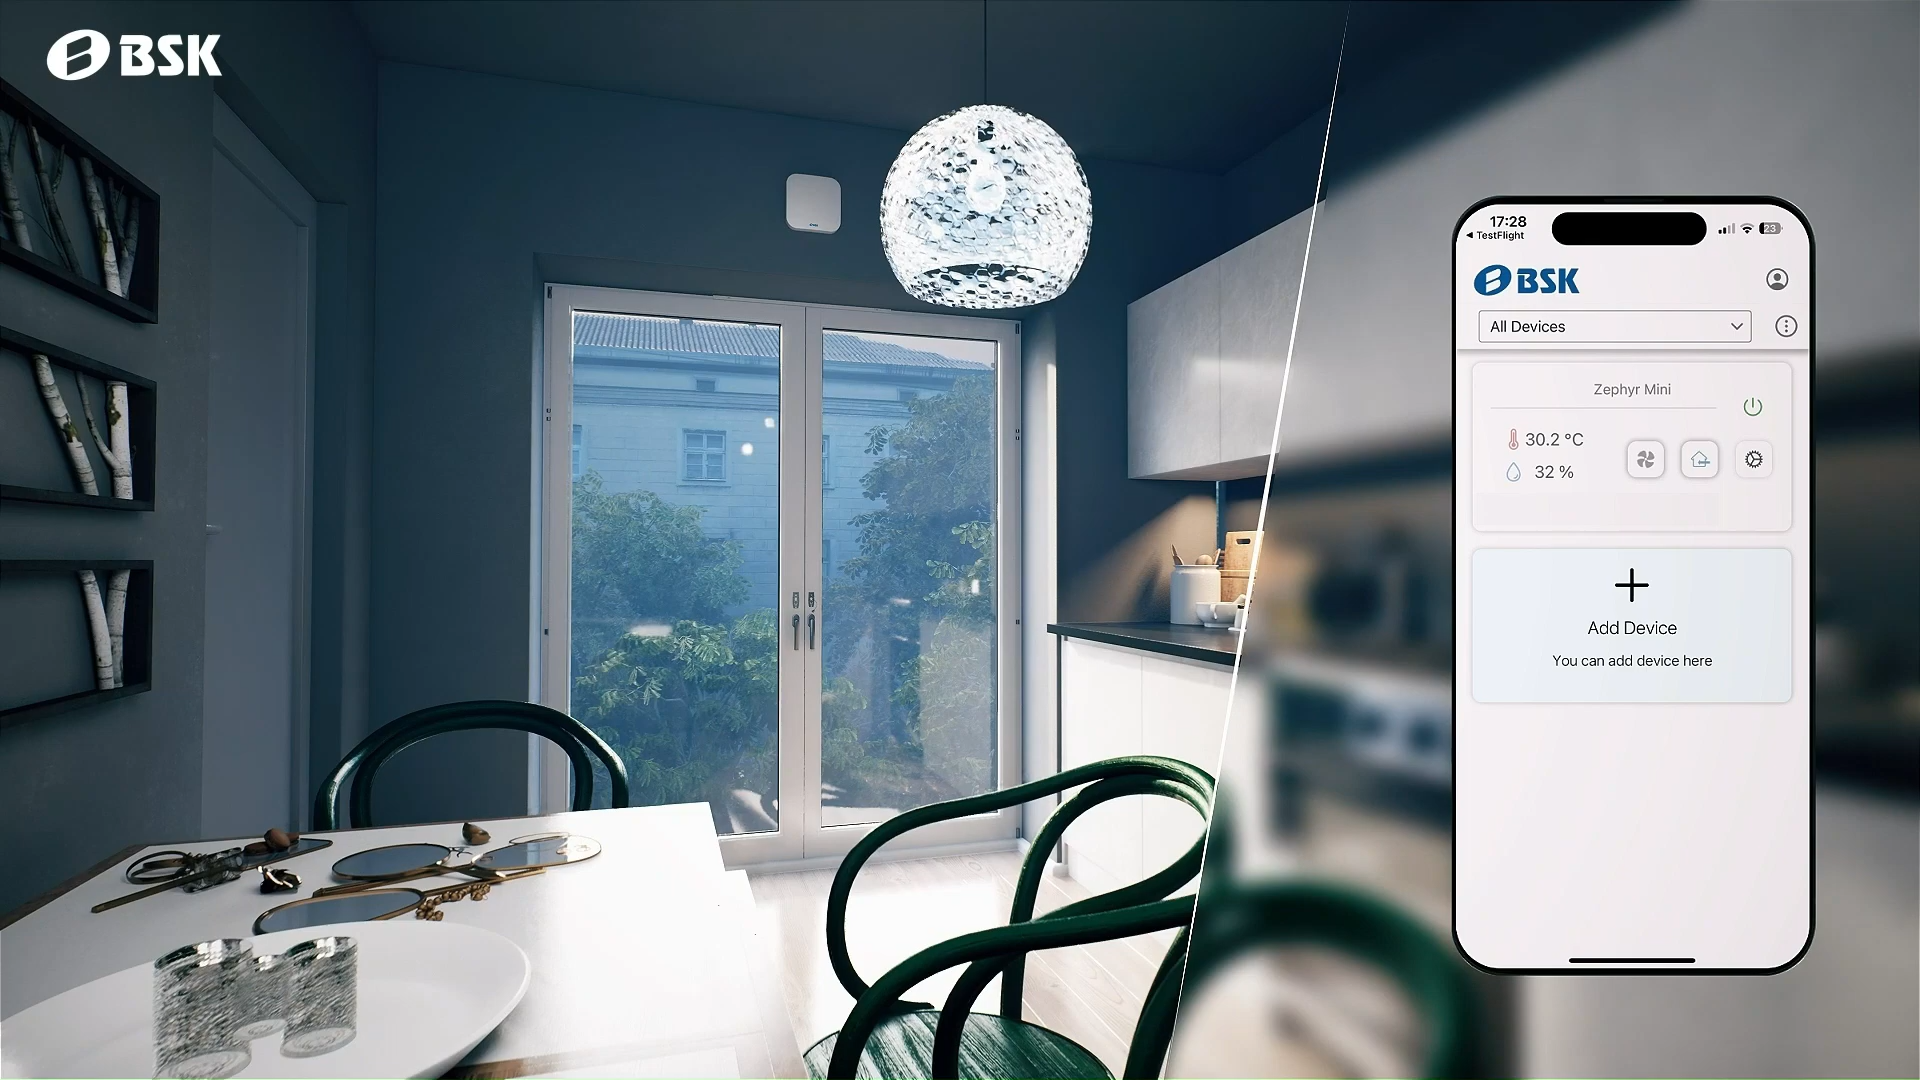 BSK
17:28
TestFlight
23
BSK
All Devices
Zephyr Mini
30.2 °C
32 %
Add Device
You can add device here